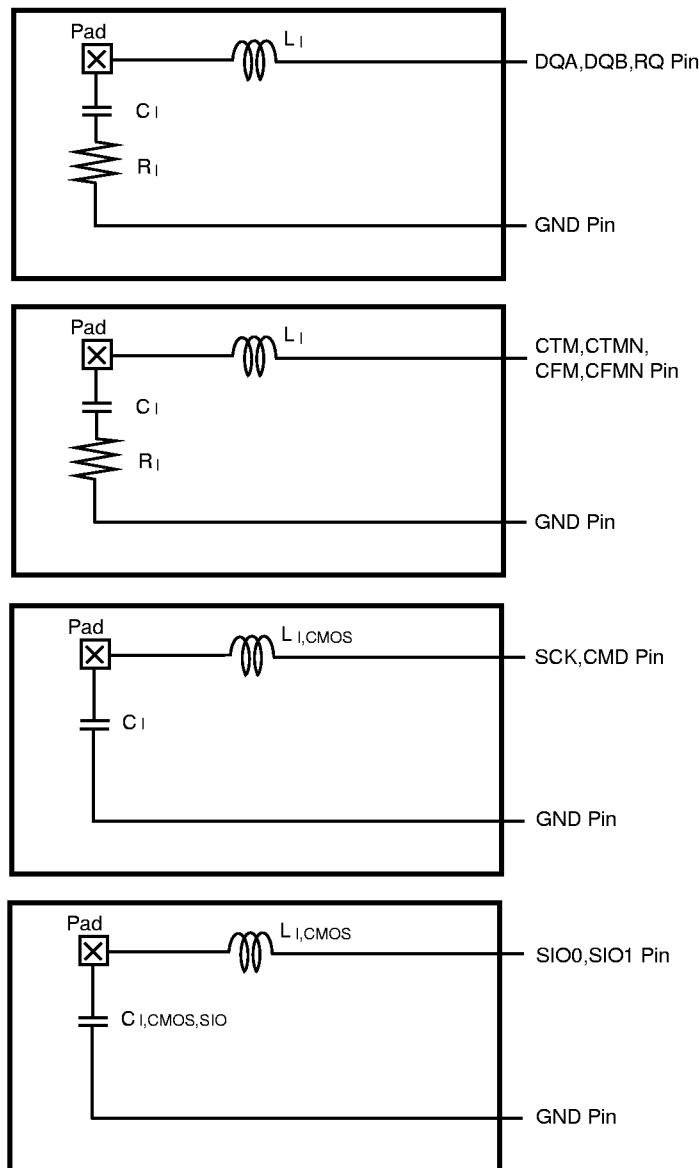 Pad
L I
DQA,DQB,RQ Pin
C I
R I
GND Pin
Pad
L I
CTM,CTMN,
CFM,CFMN Pin
C I
R I
GND Pin
Pad
L I,CMOS
SCK,CMD Pin
C I
GND Pin
Pad
L I,CMOS
SIO0,SIO1 Pin
C I,CMOS,SIO
GND Pin